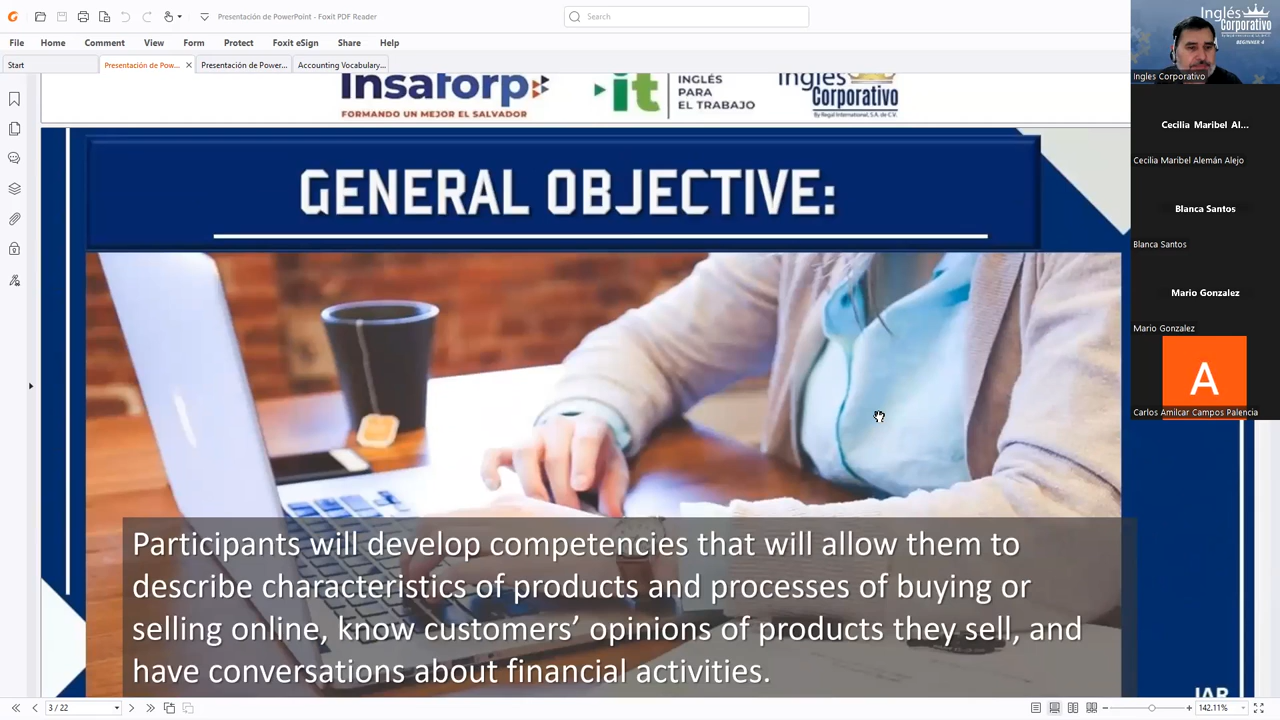 Presentación de PowerPoint - Foxit PDF Reader
Search
File Home Comment View Form Protect Foxit eSign Share Help
Start
Presentación de Pow...
Presentación de Power...
Accounting Vocabulary...
Insaforp
FORMANDO UN MEJOR EL SALVADOR
it
INGLÉS
PARA
EL TRABAJO
Inglés
Corporativo
By Regal International, S.A. de C.V.
GENERAL OBJECTIVE:
Participants will develop competencies that will allow them to
describe characteristics of products and processes of buying or
selling online, know customers’ opinions of products they sell, and
have conversations about financial activities.
Inglés
Corporativo
BEGINNER 4
Ingles Corporativo
Cecilia Maribel Al...
Cecilia Maribel Alemán Alejo
Blanca Santos
Blanca Santos
Mario Gonzalez
Mario Gonzalez
A
Carlos Amilcar Campos Palencia
3 / 22
142.11%